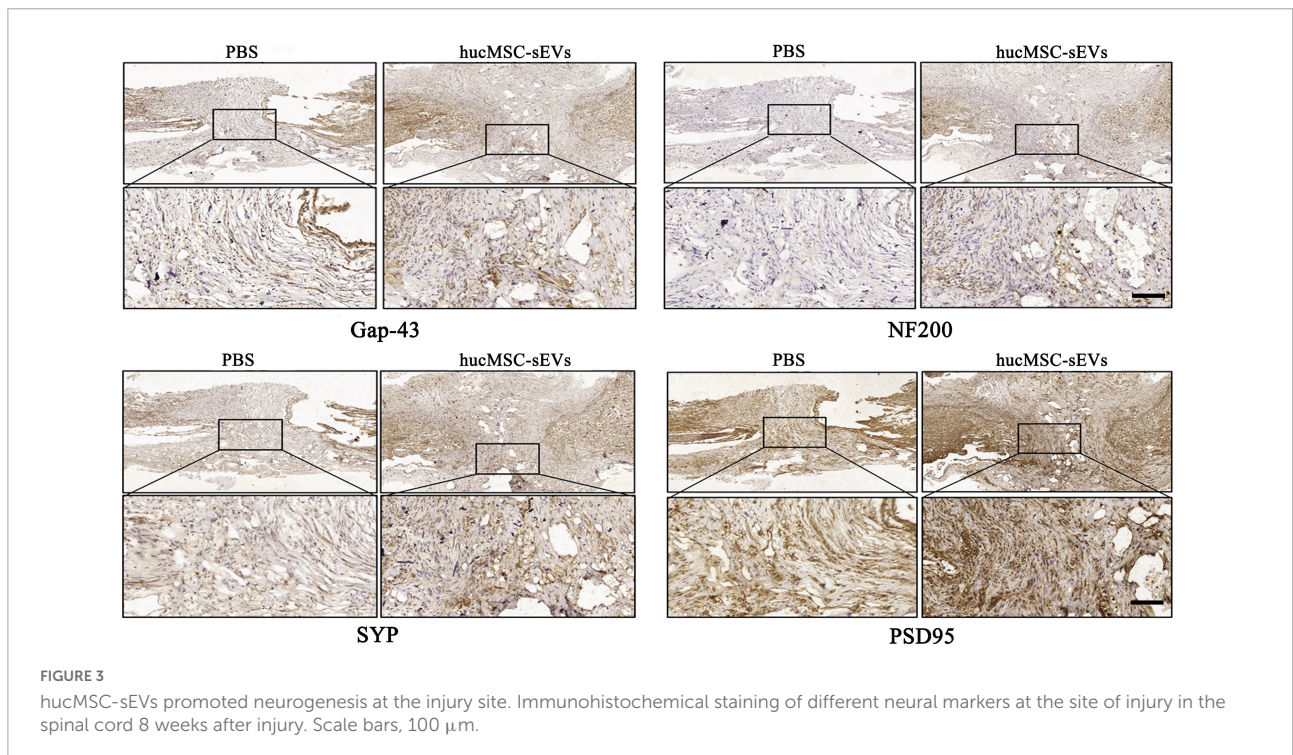 PBS
hucMSC-sEVs
PBS
hucMSC-sEVs
Gap-43
NF200
PBS
hucMSC-sEVs
PBS
hucMSC-sEVs
SYP
PSD95
FIGURE 3
hucMSC-sEVs promoted neurogenesis at the injury site. Immunohistochemical staining of different neural markers at the site of injury in the
spinal cord 8 weeks after injury. Scale bars, 100 μm.